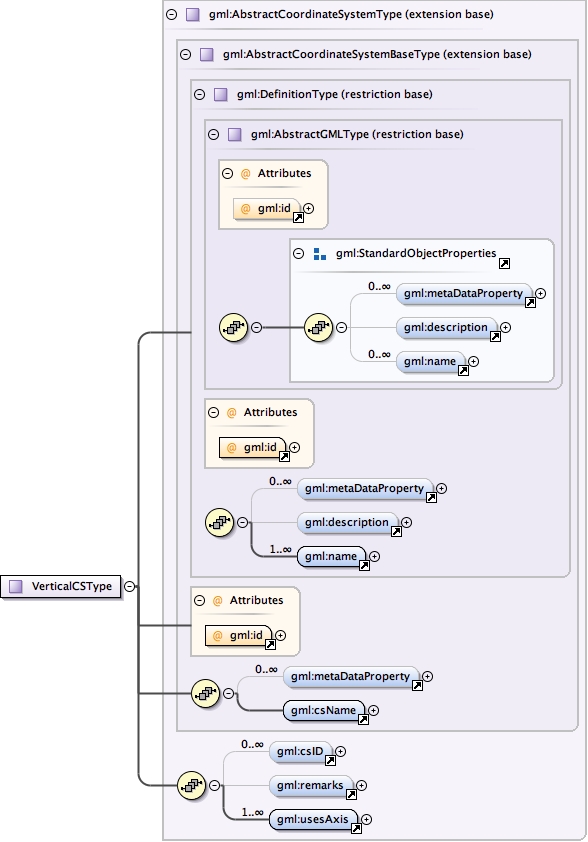 gml:AbstractCoordinateSystemType (extension base)
gml:AbstractCoordinateSystemBaseType (extension base)
gml:DefinitionType (restriction base)
gml:AbstractGMLType (restriction base)
@ Attributes
@ gml:id
gml:StandardObjectProperties
0..∞
gml:metaDataProperty
gml:description
0..∞
gml:name
@ Attributes
@ gml:id
0..∞
gml:metaDataProperty
gml:description
1..∞
gml:name
VerticalCSType
@ Attributes
@ gml:id
0..∞
gml:metaDataProperty
gml:csName
0..∞
gml:csID
gml:remarks
1..∞
gml:usesAxis